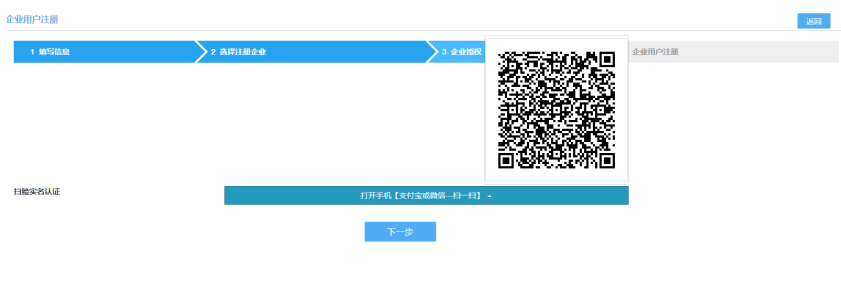 企业用户注册
返回
1 填写信息
2 选择注册企业
3 企业授权
企业用户注册
扫脸实名认证
打开手机【支付宝或微信---扫一扫】
下一步